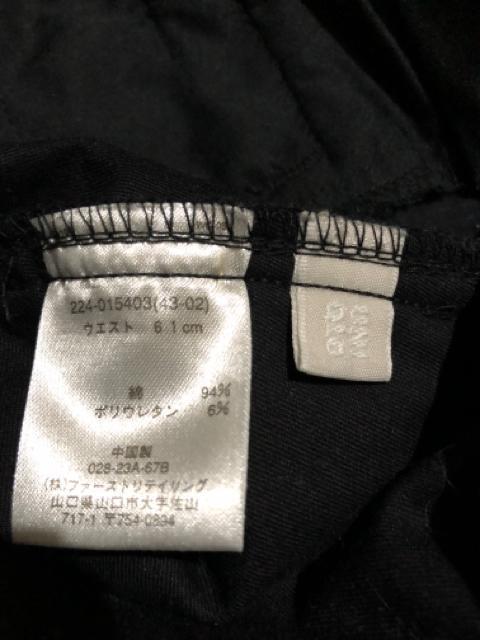 224-015403(43-02)
ウエスト 61cm
綿 94%
ポリウレタン 6%
中国製
028-23A-67B
(株)ファーストリテイリング
山口県山口市大字佐山
717-1 〒754-0894